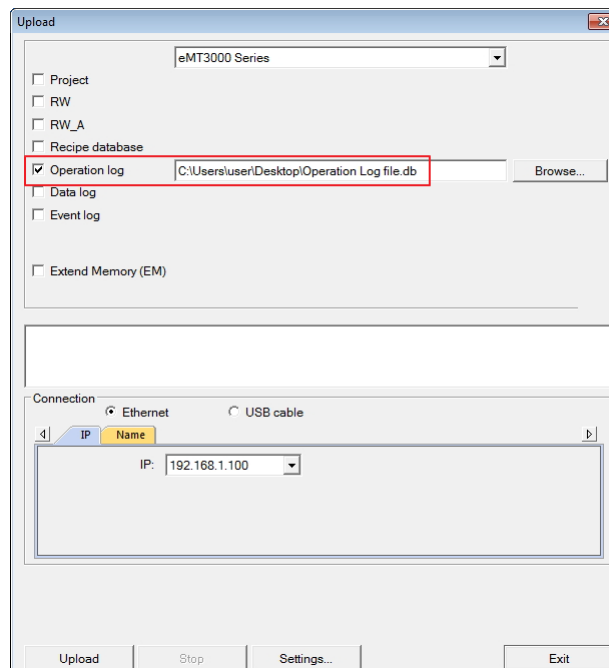 Upload
eMT3000 Series
Project
RW
RW_A
Recipe database
Operation log C:\Users\user\Desktop\Operation Log file.db Browse...
Data log
Event log
Extend Memory (EM)
Connection
Ethernet USB cable
IP Name
IP: 192.168.1.100
Upload Stop Settings... Exit